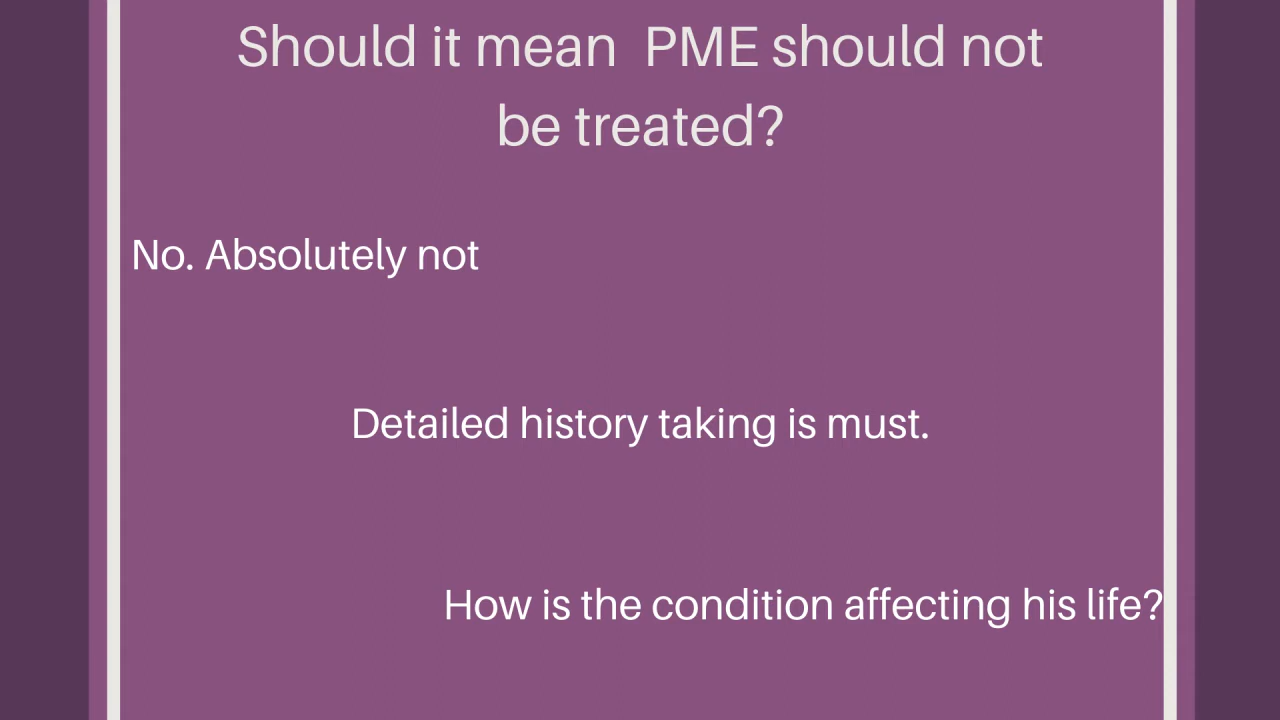 Should it mean  PME should not
be treated?
No. Absolutely not
Detailed history taking is must.
How is the condition affecting his life?